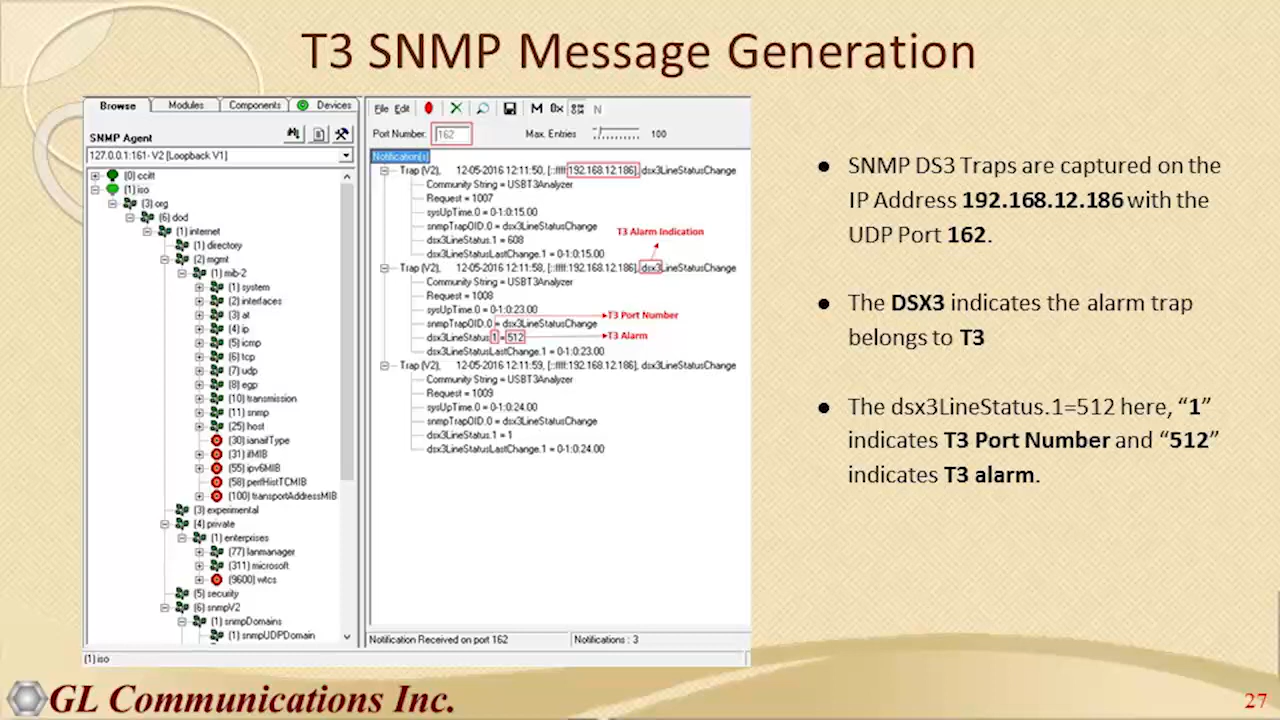 T3 SNMP Message Generation
Browse Modules Components Devices
SNMP Agent
127.0.0.1:161- V2 [Loopback V1]
(0) ccitt
(1) iso
(3) org
(6) dod
(1) internet
(1) directory
(2) mgmt
(1) mib-2
(1) system
(2) interfaces
(3) at
(4) ip
(5) icmp
(6) tcp
(7) udp
(8) egp
(10) transmission
(11) snmp
(25) host
(30) ianaifType
(31) ifMIB
(55) ipv6MIB
(58) perfHistTCMIB
(100) transportAddressMIB
(3) experimental
(4) private
(1) enterprises
(77) lanmanager
(311) microsoft
(9600) wtcs
(5) security
(6) snmpV2
(1) snmpDomains
(1) snmpUDPDomain
(1) iso
File Edit M 0x N
Port Number: 162 Max. Entries 100
Notification(s)
Trap (V2), 12-05-2016 12:11:50, [::ffff:192.168.12.186], dsx3LineStatusChange
Community String = USBT3Analyzer
Request = 1007
sysUpTime.0 = 0-1:0:15.00
snmpTrapOID.0 = dsx3LineStatusChange
dsx3LineStatus.1 = 608
T3 Alarm Indication
dsx3LineStatusLastChange.1 = 0-1:0:15.00
Trap (V2), 12-05-2016 12:11:58, [::ffff:192.168.12.186], dsx3LineStatusChange
Community String = USBT3Analyzer
Request = 1008
sysUpTime.0 = 0-1:0:23.00
T3 Port Number
snmpTrapOID.0 = dsx3LineStatusChange
dsx3LineStatus.1 = 512
T3 Alarm
dsx3LineStatusLastChange.1 = 0-1:0:23.00
Trap (V2), 12-05-2016 12:11:59, [::ffff:192.168.12.186], dsx3LineStatusChange
Community String = USBT3Analyzer
Request = 1009
sysUpTime.0 = 0-1:0:24.00
snmpTrapOID.0 = dsx3LineStatusChange
dsx3LineStatus.1 = 1
dsx3LineStatusLastChange.1 = 0-1:0:24.00
Notification Received on port 162 Notifications : 3
● SNMP DS3 Traps are captured on the
IP Address 192.168.12.186 with the
UDP Port 162.
● The DSX3 indicates the alarm trap
belongs to T3
● The dsx3LineStatus.1=512 here, “1”
indicates T3 Port Number and “512”
indicates T3 alarm.
GL Communications Inc.
27